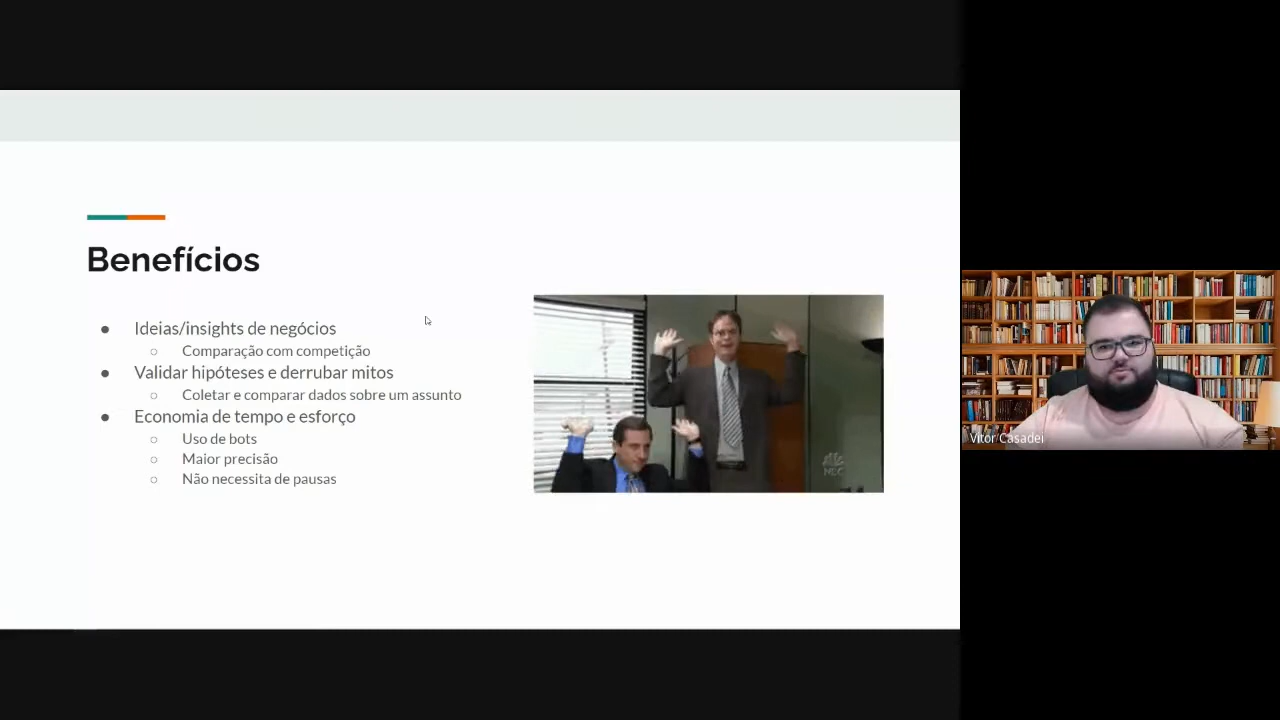 Benefícios
● Ideias/insights de negócios
○ Comparação com competição
● Validar hipóteses e derrubar mitos
○ Coletar e comparar dados sobre um assunto
● Economia de tempo e esforço
○ Uso de bots
○ Maior precisão
○ Não necessita de pausas
NBC
Vitor Casadei